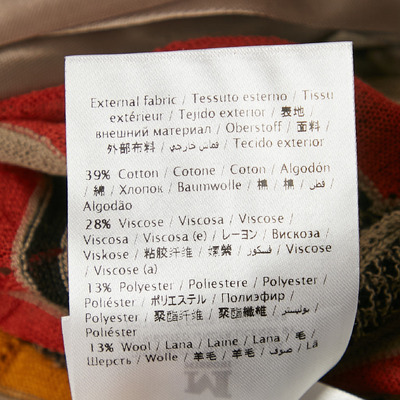 External fabric / Tessuto esterno / Tissu
extérieur / Tejido exterior / 表地 /
внешний материал / Oberstoff / 面料 /
外部布料 / قماش خارجي / Tecido exterior
39% Cotton / Cotone / Coton / Algodón
/ 綿 / Хлопок / Baumwolle / 棉 / 棉 / قطن /
Algodão
28% Viscose / Viscosa / Viscose /
Viscosa / Viscosa (e) / レーヨン / Вискоза /
Viskose / 粘胶纤维 / 嫘縈 / فسكوز / Viscose
/ Viscose (a)
13% Polyester / Poliestere / Polyester /
Poliéster / ポリエステル / Полиэфир /
Polyester / 聚酯纤维 / 聚酯纖維 / بوليستير /
Poliéster
13% Wool / Lana / Laine / Lana / 毛 /
Шерсть / Wolle / 羊毛 / 羊毛 / صوف / Lã
M